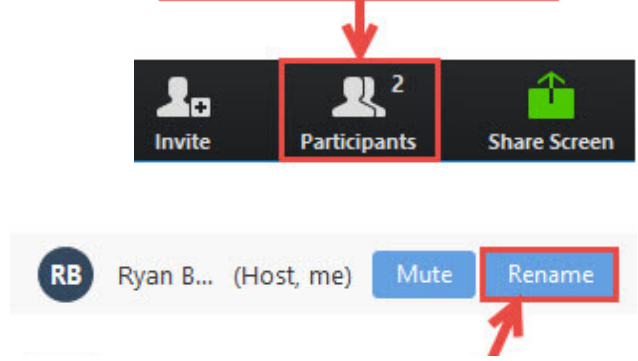 2
Invite Participants Share Screen
RB Ryan B... (Host, me) Mute Rename